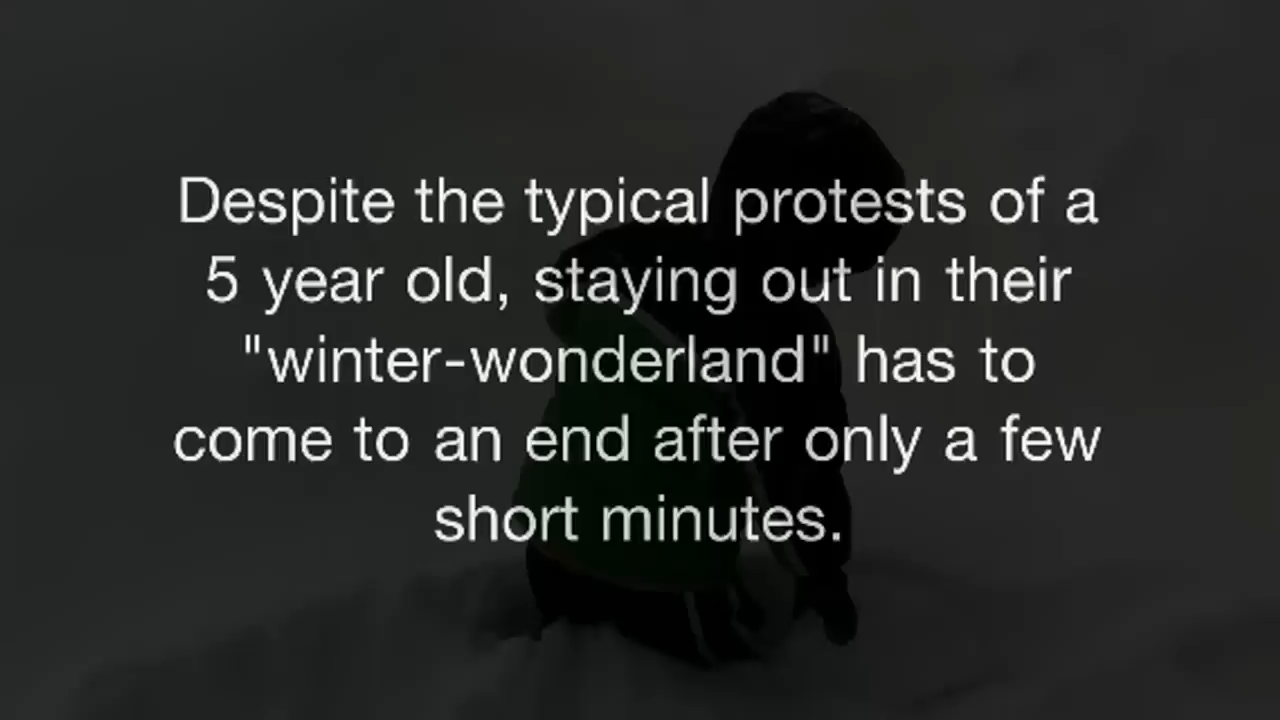 Despite the typical protests of a
5 year old, staying out in their
"winter-wonderland" has to
come to an end after only a few
short minutes.